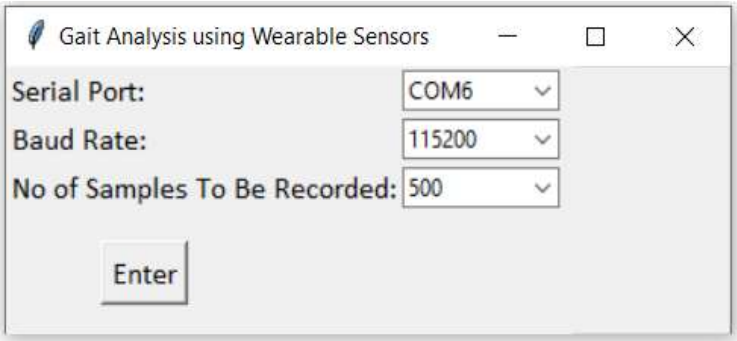 Gait Analysis using Wearable Sensors
Serial Port: COM6
Baud Rate: 115200
No of Samples To Be Recorded: 500
Enter